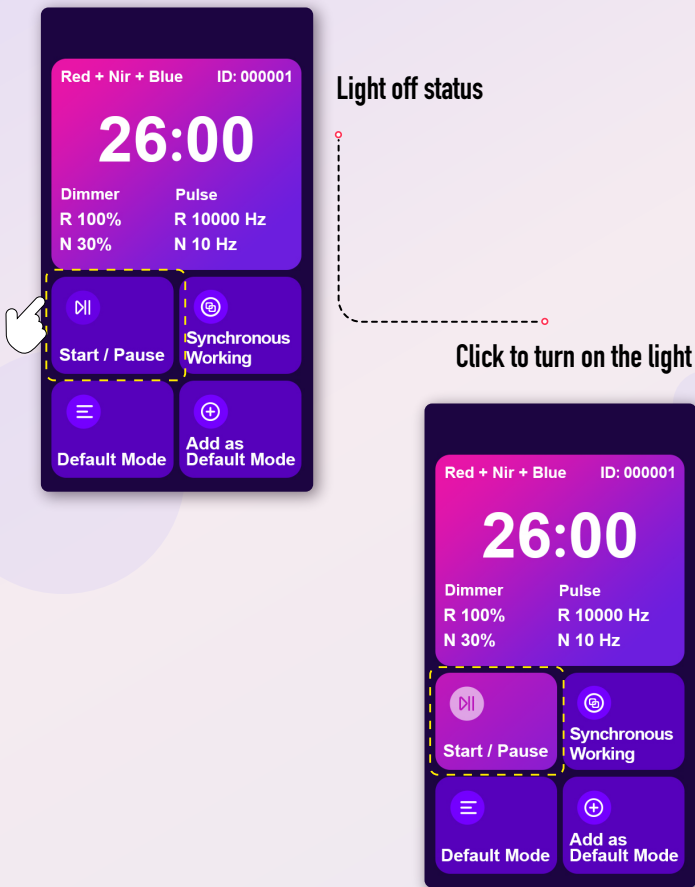 Red + Nir + Blue ID: 000001
26:00
Dimmer Pulse
R 100% R 10000 Hz
N 30% N 10 Hz
Start / Pause
Synchronous
Working
Default Mode
Add as
Default Mode
Light off status
Click to turn on the light
Red + Nir + Blue ID: 000001
26:00
Dimmer Pulse
R 100% R 10000 Hz
N 30% N 10 Hz
Start / Pause
Synchronous
Working
Default Mode
Add as
Default Mode